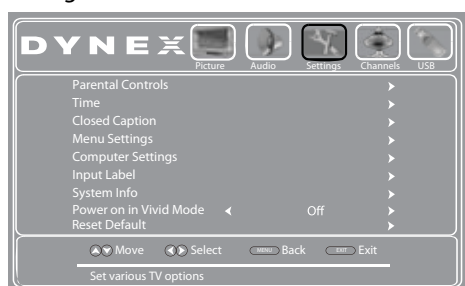 DYNEX
Picture Audio Settings Channels USB
Parental Controls
Time
Closed Caption
Menu Settings
Computer Settings
Input Label
System Info
Power on in Vivid Mode Off
Reset Default
Move Select MENU Back EXIT Exit
Set various TV options